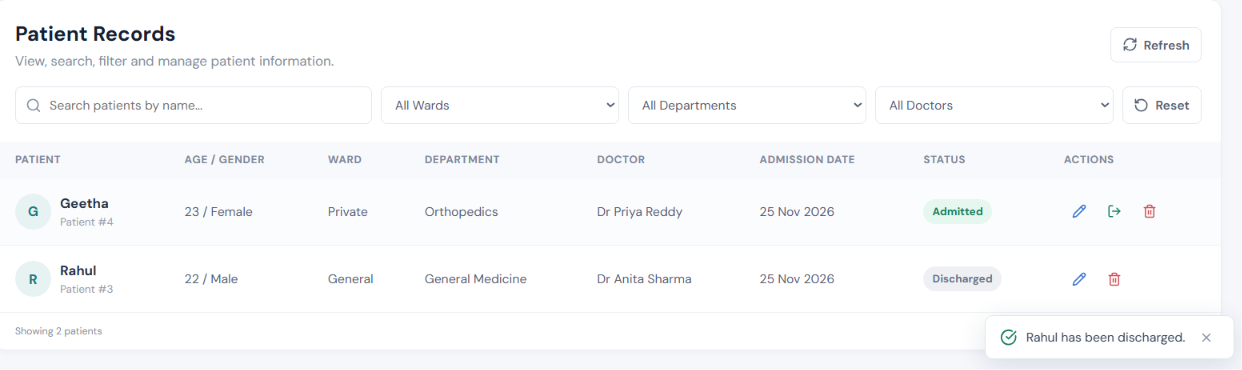 Patient Records
View, search, filter and manage patient information.
Refresh
Search patients by name...
All Wards
All Departments
All Doctors
Reset
PATIENT AGE / GENDER WARD DEPARTMENT DOCTOR ADMISSION DATE STATUS ACTIONS
G Geetha 23 / Female Private Orthopedics Dr Priya Reddy 25 Nov 2026 Admitted
Patient #4
R Rahul 22 / Male General General Medicine Dr Anita Sharma 25 Nov 2026 Discharged
Patient #3
Showing 2 patients
Rahul has been discharged.